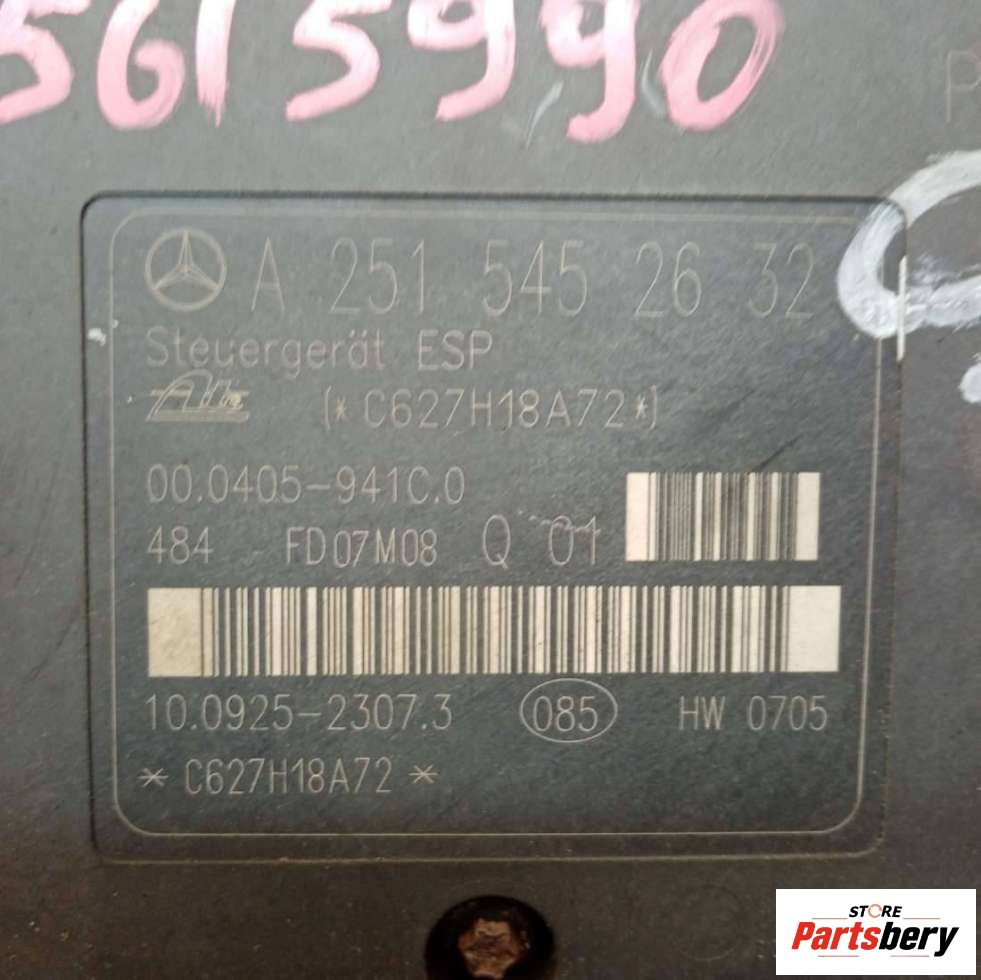 5615990
P
A 251 545 26 32
Steuergerät ESP
Ate (*C627H18A72*)
00.0405-941C.0
484 FD07M08 Q 01
10.0925-2307.3 085 HW 0705
* C627H18A72 *
STORE
Partsbery